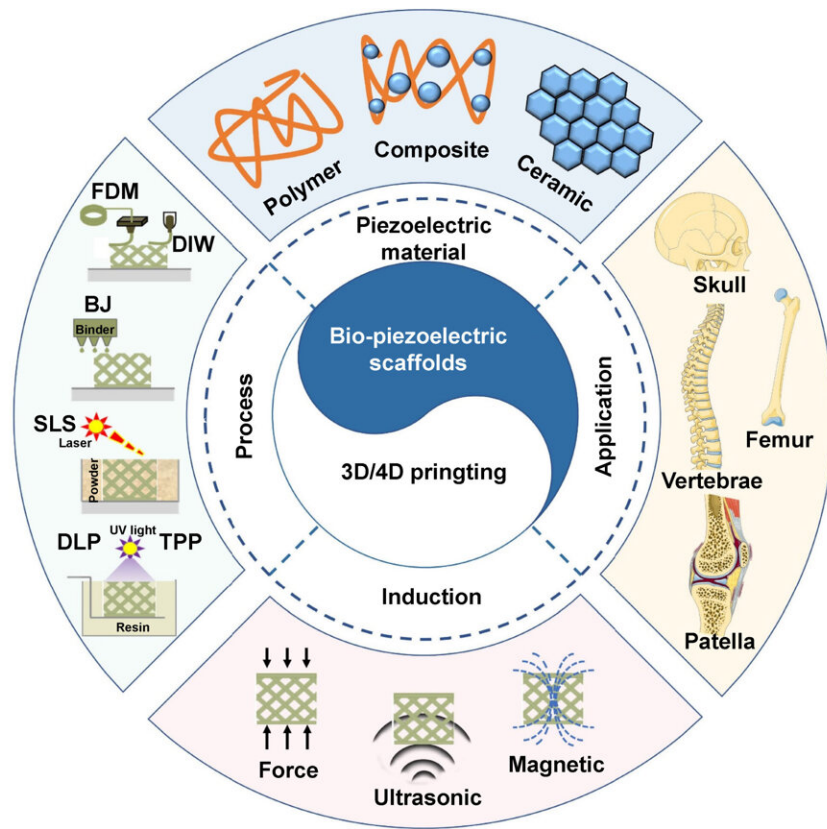 Polymer
Composite
Ceramic
Piezoelectric
material
Bio-piezoelectric
scaffolds
3D/4D pringting
Process
Application
Induction
FDM
DIW
BJ
Binder
SLS
Laser
Powder
DLP
UV light
TPP
Resin
Skull
Vertebrae
Femur
Patella
Force
Ultrasonic
Magnetic